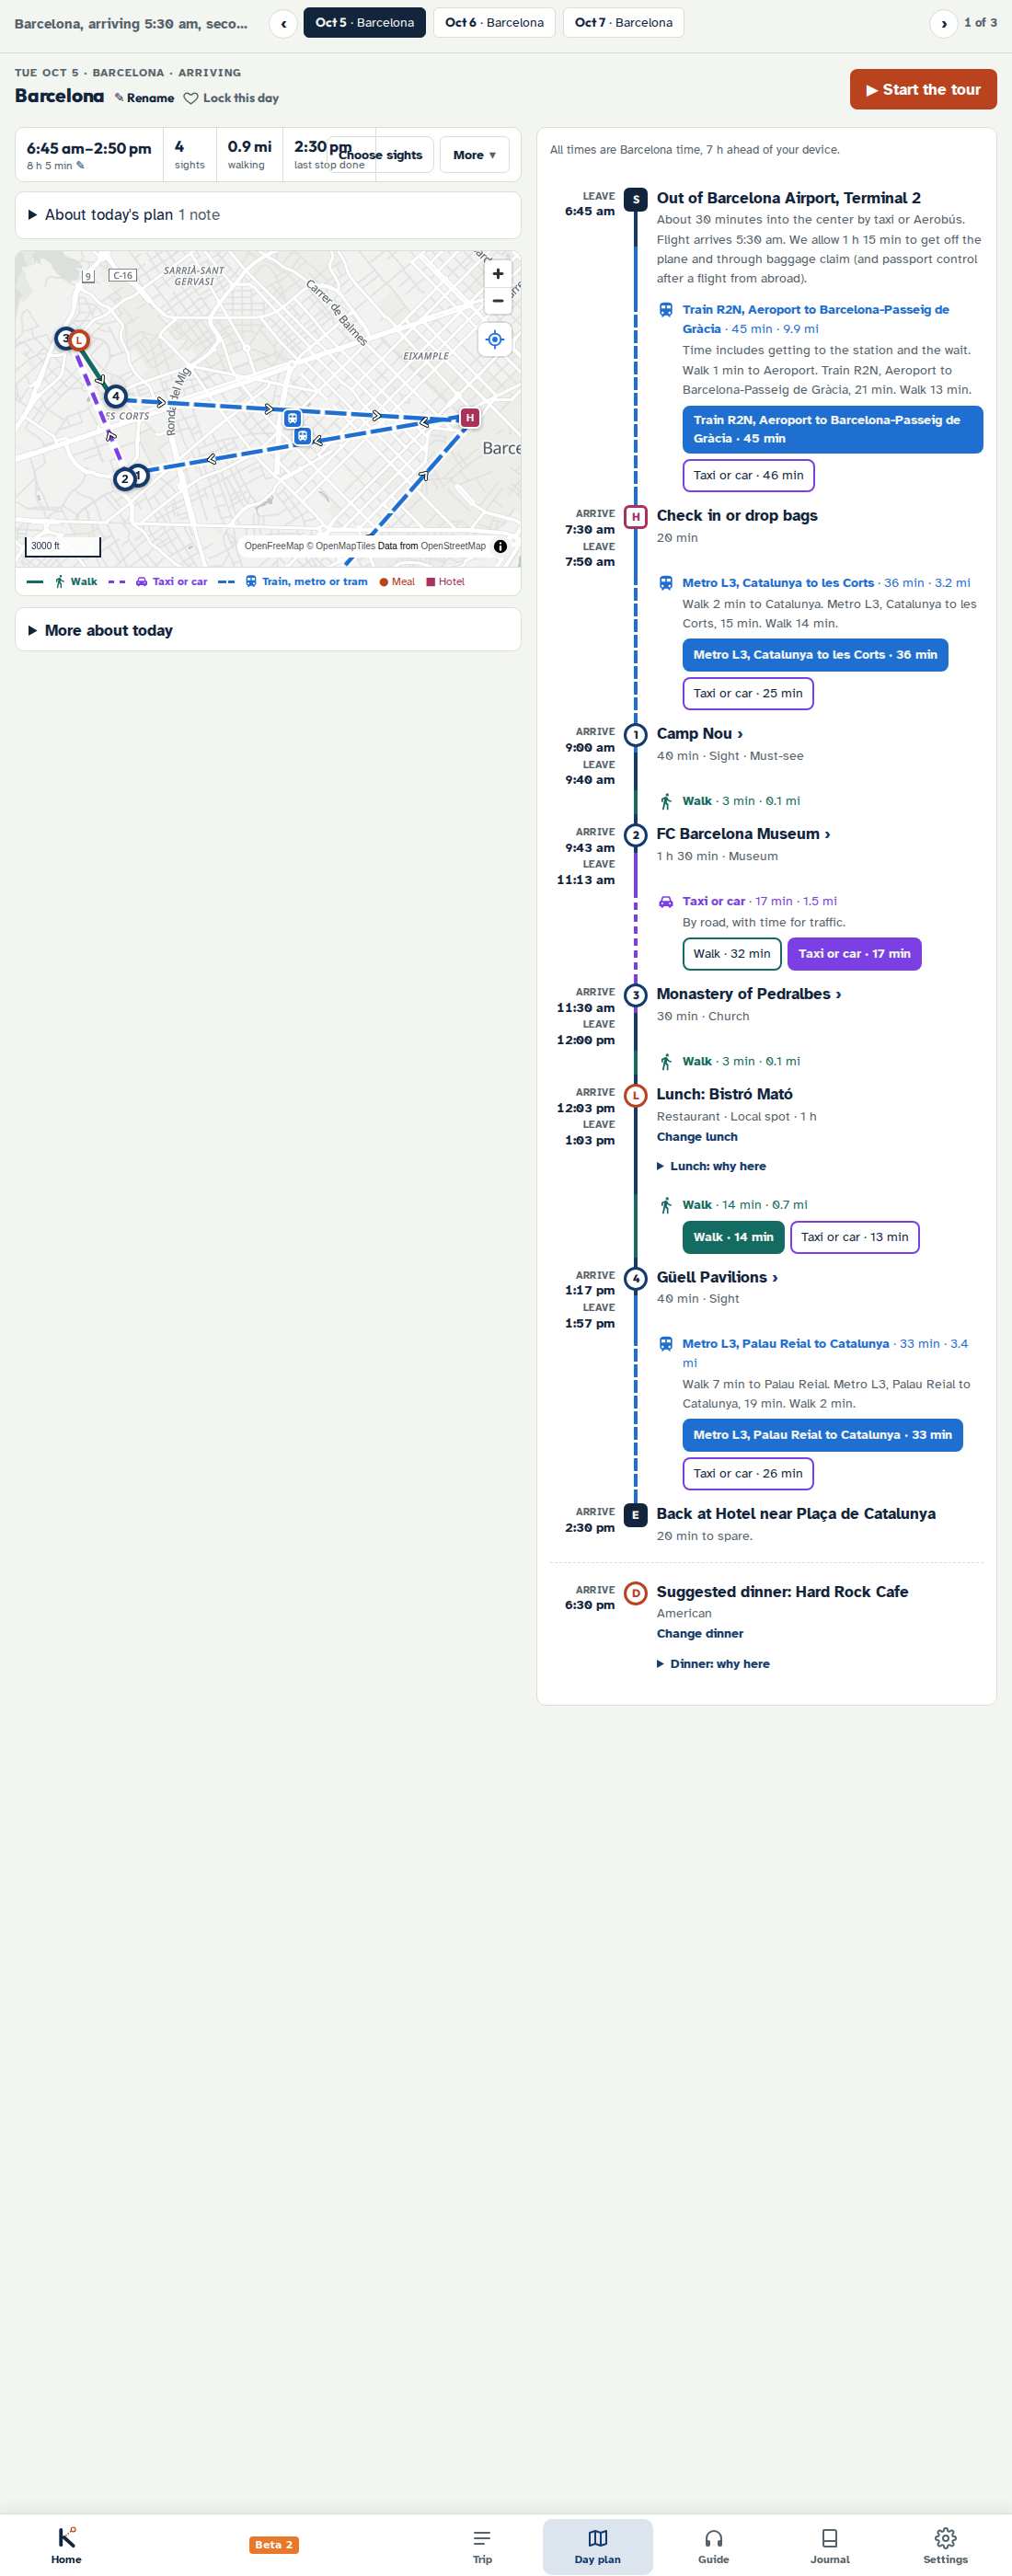 Barcelona, arriving 5:30 am, seco...
Oct 5 · Barcelona
Oct 6 · Barcelona
Oct 7 · Barcelona
1 of 3
TUE OCT 5 · BARCELONA · ARRIVING
Barcelona
Rename
Lock this day
Start the tour
6:45 am–2:50 pm
8 h 5 min
4
sights
0.9 mi
walking
2:30 pm
last stop done
Choose sights
More
About today's plan 1 note
9
C-16
SARRIÀ-SANT
GERVASI
Carrer de Balmes
EIXAMPLE
Ronda del Mig
ES CORTS
Barce
3
L
4
2
1
H
+
−
3000 ft
OpenFreeMap © OpenMapTiles Data from OpenStreetMap
Walk
Taxi or car
Train, metro or tram
Meal
Hotel
More about today
All times are Barcelona time, 7 h ahead of your device.
LEAVE
6:45 am
S
Out of Barcelona Airport, Terminal 2
About 30 minutes into the center by taxi or Aerobús.
Flight arrives 5:30 am. We allow 1 h 15 min to get off the
plane and through baggage claim (and passport control
after a flight from abroad).
Train R2N, Aeroport to Barcelona-Passeig de
Gràcia · 45 min · 9.9 mi
Time includes getting to the station and the wait.
Walk 1 min to Aeroport. Train R2N, Aeroport to
Barcelona-Passeig de Gràcia, 21 min. Walk 13 min.
Train R2N, Aeroport to Barcelona-Passeig de
Gràcia · 45 min
Taxi or car · 46 min
ARRIVE
7:30 am
LEAVE
7:50 am
H
Check in or drop bags
20 min
Metro L3, Catalunya to les Corts · 36 min · 3.2 mi
Walk 2 min to Catalunya. Metro L3, Catalunya to les
Corts, 15 min. Walk 14 min.
Metro L3, Catalunya to les Corts · 36 min
Taxi or car · 25 min
ARRIVE
9:00 am
LEAVE
9:40 am
1
Camp Nou ›
40 min · Sight · Must-see
Walk · 3 min · 0.1 mi
ARRIVE
9:43 am
LEAVE
11:13 am
2
FC Barcelona Museum ›
1 h 30 min · Museum
Taxi or car · 17 min · 1.5 mi
By road, with time for traffic.
Walk · 32 min
Taxi or car · 17 min
ARRIVE
11:30 am
LEAVE
12:00 pm
3
Monastery of Pedralbes ›
30 min · Church
Walk · 3 min · 0.1 mi
ARRIVE
12:03 pm
LEAVE
1:03 pm
L
Lunch: Bistró Mató
Restaurant · Local spot · 1 h
Change lunch
Lunch: why here
Walk · 14 min · 0.7 mi
Walk · 14 min
Taxi or car · 13 min
ARRIVE
1:17 pm
LEAVE
1:57 pm
4
Güell Pavilions ›
40 min · Sight
Metro L3, Palau Reial to Catalunya · 33 min · 3.4
mi
Walk 7 min to Palau Reial. Metro L3, Palau Reial to
Catalunya, 19 min. Walk 2 min.
Metro L3, Palau Reial to Catalunya · 33 min
Taxi or car · 26 min
ARRIVE
2:30 pm
E
Back at Hotel near Plaça de Catalunya
20 min to spare.
ARRIVE
6:30 pm
D
Suggested dinner: Hard Rock Cafe
American
Change dinner
Dinner: why here
Home
Beta 2
Trip
Day plan
Guide
Journal
Settings